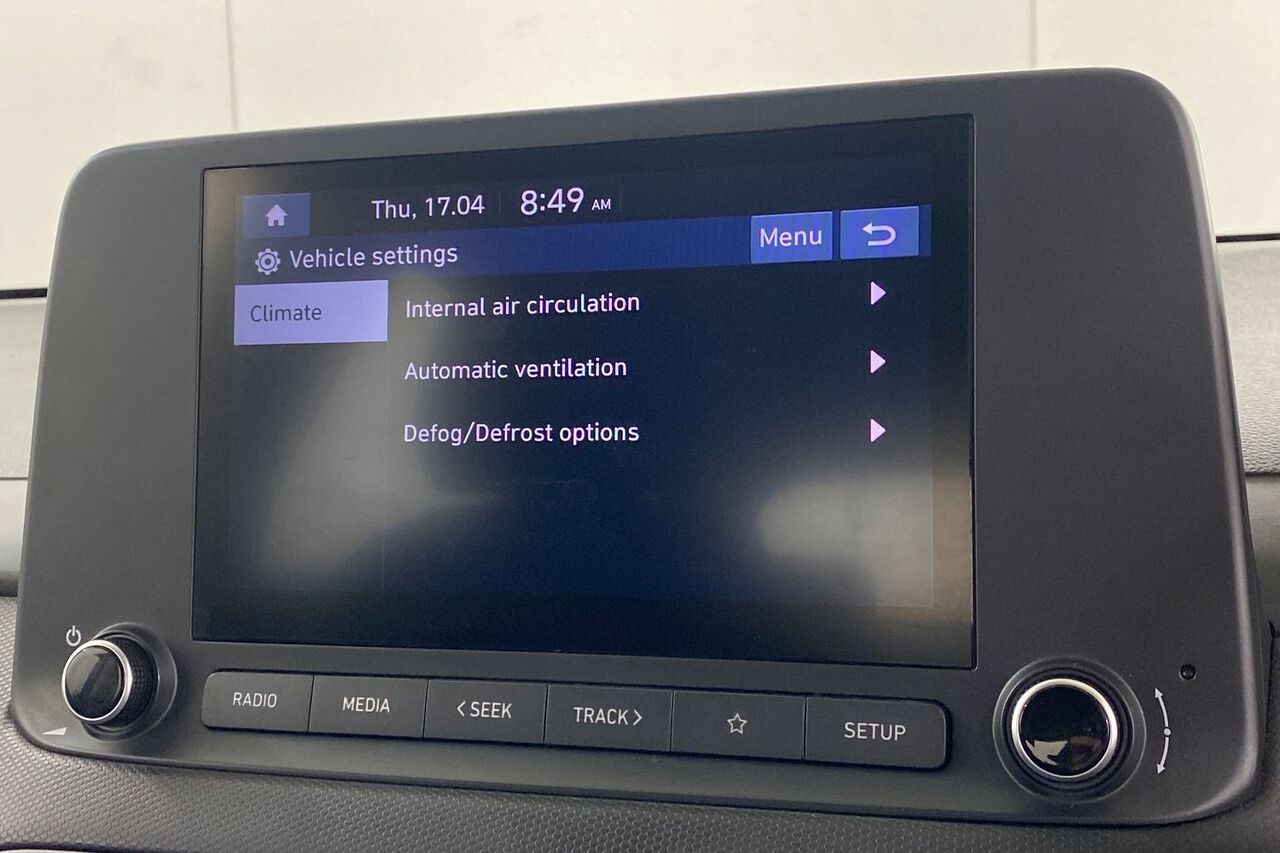 Thu, 17.04 8:49 AM
Vehicle settings Menu
Climate
Internal air circulation
Automatic ventilation
Defog/Defrost options
RADIO MEDIA <SEEK TRACK> SETUP